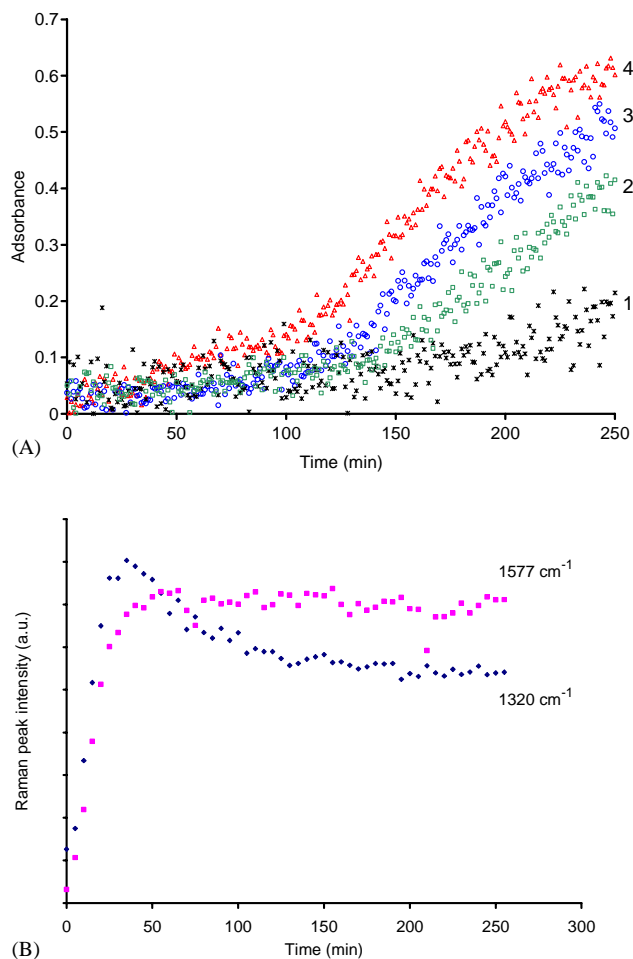 0.7
0.6
0.5
0.4
0.3
0.2
0.1
0
Adsorbance
4
3
2
1
0 50 100 150 200 250
Time (min)
(A)
Raman peak intensity (a.u.)
1577 cm⁻¹
1320 cm⁻¹
0 50 100 150 200 250 300
Time (min)
(B)